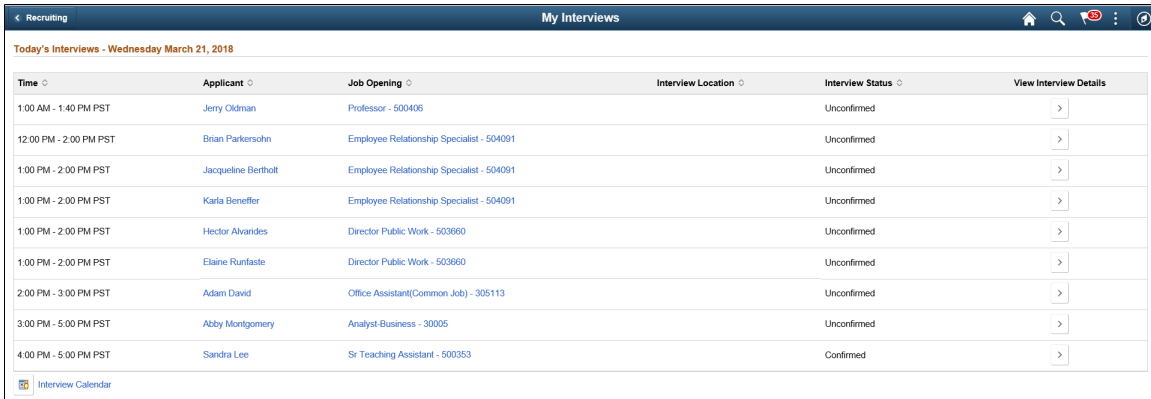 Recruiting
My Interviews
35
Today's Interviews - Wednesday March 21, 2018
Time Applicant Job Opening Interview Location Interview Status View Interview Details
1:00 AM - 1:40 PM PST Jerry Oldman Professor - 500406 Unconfirmed
12:00 PM - 2:00 PM PST Brian Parkersohn Employee Relationship Specialist - 504091 Unconfirmed
1:00 PM - 2:00 PM PST Jacqueline Bertholt Employee Relationship Specialist - 504091 Unconfirmed
1:00 PM - 2:00 PM PST Karla Beneffer Employee Relationship Specialist - 504091 Unconfirmed
1:00 PM - 2:00 PM PST Hector Alvarides Director Public Work - 503660 Unconfirmed
1:00 PM - 2:00 PM PST Elaine Runfaste Director Public Work - 503660 Unconfirmed
2:00 PM - 3:00 PM PST Adam David Office Assistant(Common Job) - 305113 Unconfirmed
3:00 PM - 5:00 PM PST Abby Montgomery Analyst-Business - 30005 Unconfirmed
4:00 PM - 5:00 PM PST Sandra Lee Sr Teaching Assistant - 500353 Confirmed
Interview Calendar